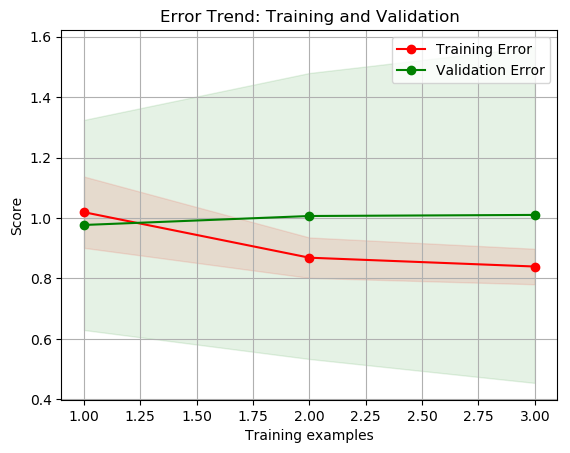 Error Trend: Training and Validation
1.6
1.4
1.2
1.0
0.8
0.6
0.4
Score
Training Error
Validation Error
1.00 1.25 1.50 1.75 2.00 2.25 2.50 2.75 3.00
Training examples